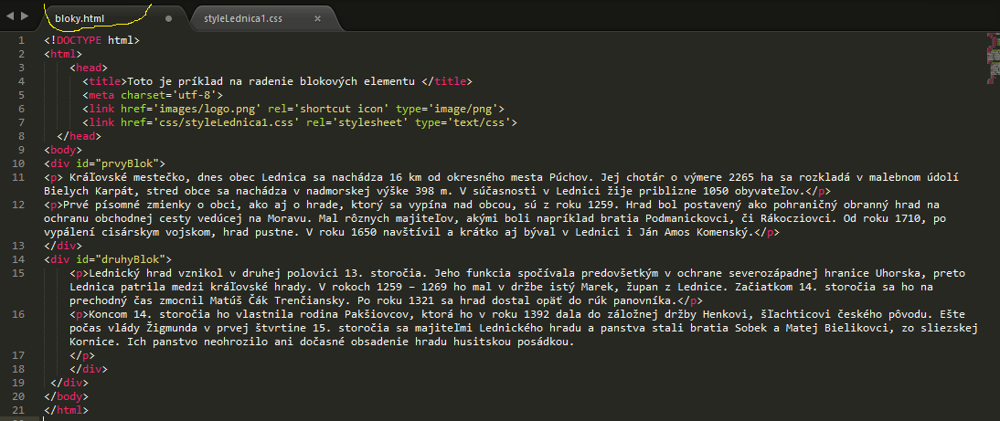 bloky.html
styleLednica1.css ×
1 <!DOCTYPE html>
2 <html>
3 <head>
4 <title>Toto je príklad na radenie blokových elementu </title>
5 <meta charset='utf-8'>
6 <link href='images/logo.png' rel='shortcut icon' type='image/png'>
7 <link href='css/styleLednica1.css' rel='stylesheet' type='text/css'>
8 </head>
9 <body>
10 <div id="prvyBlok">
11 <p> Kráľovské mestečko, dnes obec Lednica sa nachádza 16 km od okresného mesta Púchov. Jej chotár o výmere 2265 ha sa rozkladá v malebnom údolí
Bielych Karpát, stred obce sa nachádza v nadmorskej výške 398 m. V súčasnosti v Lednici žije priblizne 1050 obyvateľov.</p>
12 <p>Prvé písomné zmienky o obci, ako aj o hrade, ktorý sa vypína nad obcou, sú z roku 1259. Hrad bol postavený ako pohraničný obranný hrad na
ochranu obchodnej cesty vedúcej na Moravu. Mal rôznych majiteľov, akými boli napríklad bratia Podmanickovci, či Rákocziovci. Od roku 1710, po
vypálení cisárskym vojskom, hrad pustne. V roku 1650 navštívil a krátko aj býval v Lednici i Ján Amos Komenský.</p>
13 </div>
14 <div id="druhyBlok">
15 <p>Lednický hrad vznikol v druhej polovici 13. storočia. Jeho funkcia spočívala predovšetkým v ochrane severozápadnej hranice Uhorska, preto
Lednica patrila medzi kráľovské hrady. V rokoch 1259 – 1269 ho mal v držbe istý Marek, župan z Lednice. Začiatkom 14. storočia sa ho na
prechodný čas zmocnil Matúš Čák Trenčiansky. Po roku 1321 sa hrad dostal opäť do rúk panovníka.</p>
16 <p>Koncom 14. storočia ho vlastnila rodina Pakšiovcov, ktorá ho v roku 1392 dala do záložnej držby Henkovi, šľachticovi českého pôvodu. Ešte
počas vlády Žigmunda v prvej štvrtine 15. storočia sa majiteľmi Lednického hradu a panstva stali bratia Sobek a Matej Bielikovci, zo sliezskej
Kornice. Ich panstvo neohrozilo ani dočasné obsadenie hradu husitskou posádkou.
17 </p>
18 </div>
19 </div>
20 </body>
21 </html>